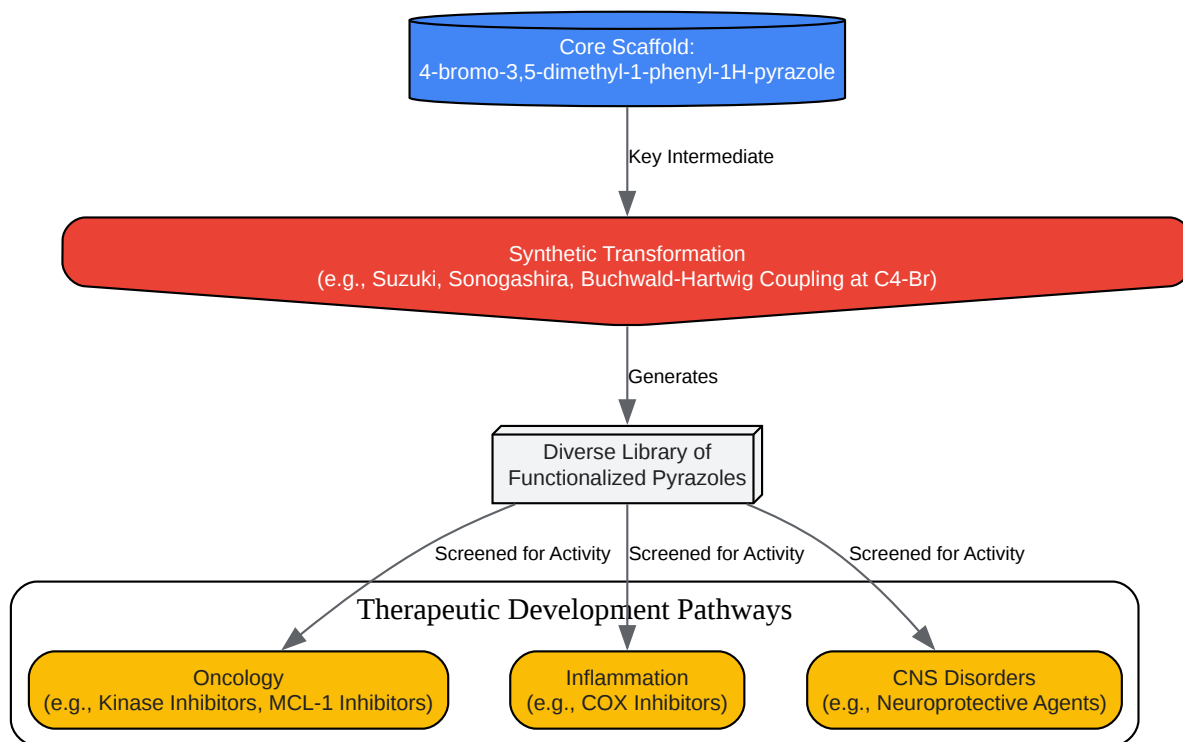 Core Scaffold:
4-bromo-3,5-dimethyl-1-phenyl-1H-pyrazole
Key Intermediate
Synthetic Transformation
(e.g., Suzuki, Sonogashira, Buchwald-Hartwig Coupling at C4-Br)
Generates
Diverse Library of
Functionalized Pyrazoles
Screened for Activity
Screened for Activity
Screened for Activity
Therapeutic Development Pathways
Oncology
(e.g., Kinase Inhibitors, MCL-1 Inhibitors)
Inflammation
(e.g., COX Inhibitors)
CNS Disorders
(e.g., Neuroprotective Agents)